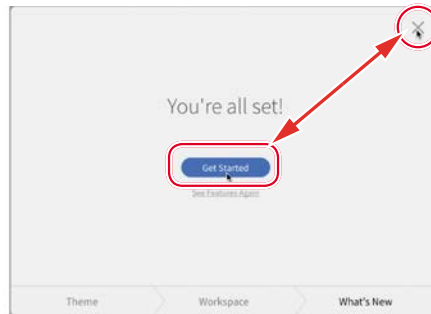 You're all set!
Get Started
See Features Again
Theme
Workspace
What's New